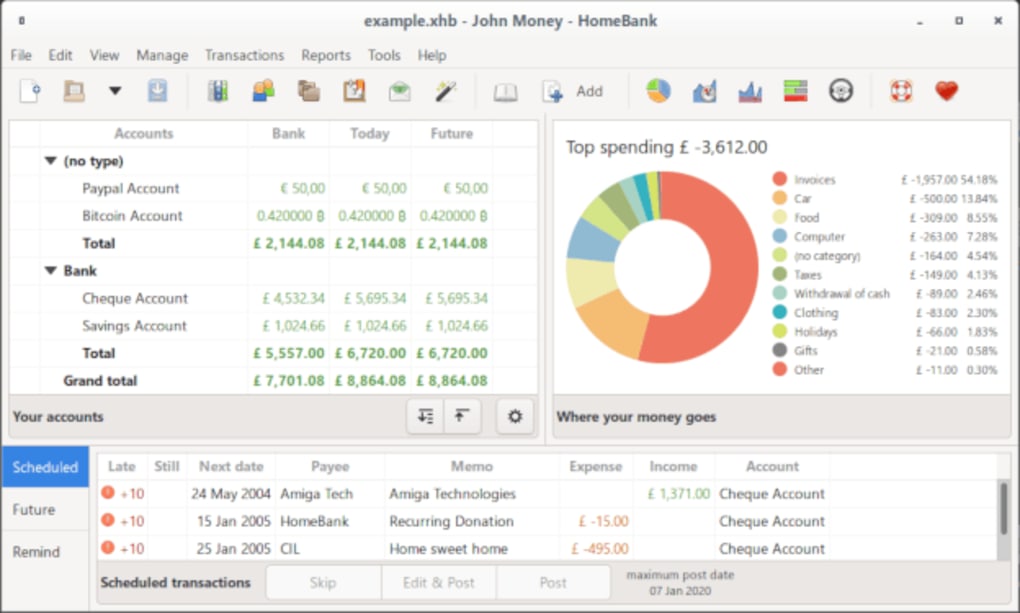 example.xhb - John Money - HomeBank
File Edit View Manage Transactions Reports Tools Help
Add
Accounts Bank Today Future
(no type)
Paypal Account € 50,00 € 50,00 € 50,00
Bitcoin Account 0.420000 ฿ 0.420000 ฿ 0.420000 ฿
Total £ 2,144.08 £ 2,144.08 £ 2,144.08
Bank
Cheque Account £ 4,532.34 £ 5,695.34 £ 5,695.34
Savings Account £ 1,024.66 £ 1,024.66 £ 1,024.66
Total £ 5,557.00 £ 6,720.00 £ 6,720.00
Grand total £ 7,701.08 £ 8,864.08 £ 8,864.08
Your accounts
Top spending £ -3,612.00
Invoices £ -1,957.00 54.18%
Car £ -500.00 13.84%
Food £ -309.00 8.55%
Computer £ -263.00 7.28%
(no category) £ -164.00 4.54%
Taxes £ -149.00 4.13%
Withdrawal of cash £ -89.00 2.46%
Clothing £ -83.00 2.30%
Holidays £ -66.00 1.83%
Gifts £ -21.00 0.58%
Other £ -11.00 0.30%
Where your money goes
Scheduled
Future
Remind
Late Still Next date Payee Memo Expense Income Account
+10 24 May 2004 Amiga Tech Amiga Technologies £ 1,371.00 Cheque Account
+10 15 Jan 2005 HomeBank Recurring Donation £ -15.00 Cheque Account
+10 25 Jan 2005 CIL Home sweet home £ -495.00 Cheque Account
Scheduled transactions Skip Edit & Post Post
maximum post date
07 Jan 2020